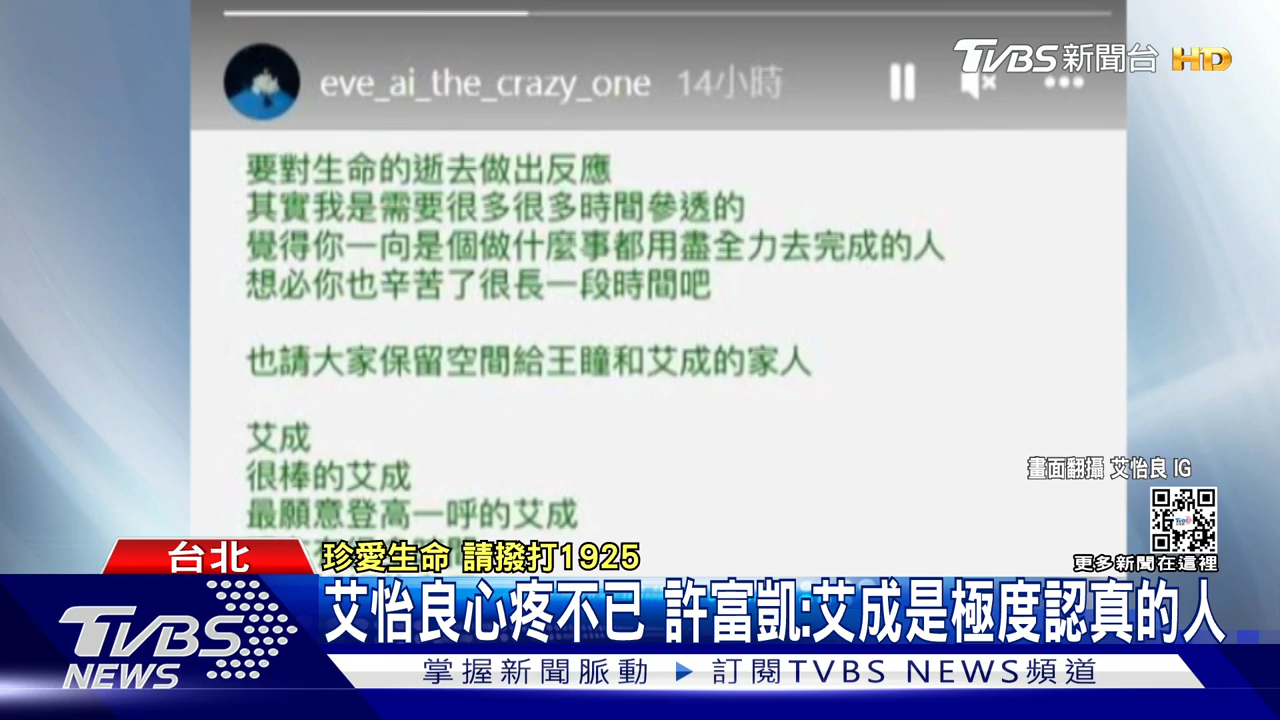 TVBS新聞台 HD
eve_ai_the_crazy_one 14小時
要對生命的逝去做出反應
其實我是需要很多很多時間參透的
覺得你一向是個做什麼事都用盡全力去完成的人
想必你也辛苦了很長一段時間吧
也請大家保留空間給王瞳和艾成的家人
艾成
很棒的艾成
最願意登高一呼的艾成
畫面翻攝 艾怡良 IG
更多新聞在這裡
台北
珍愛生命 請撥打1925
艾怡良心疼不已 許富凱:艾成是極度認真的人
TVBS NEWS
掌握新聞脈動 ▶ 訂閱TVBS NEWS頻道